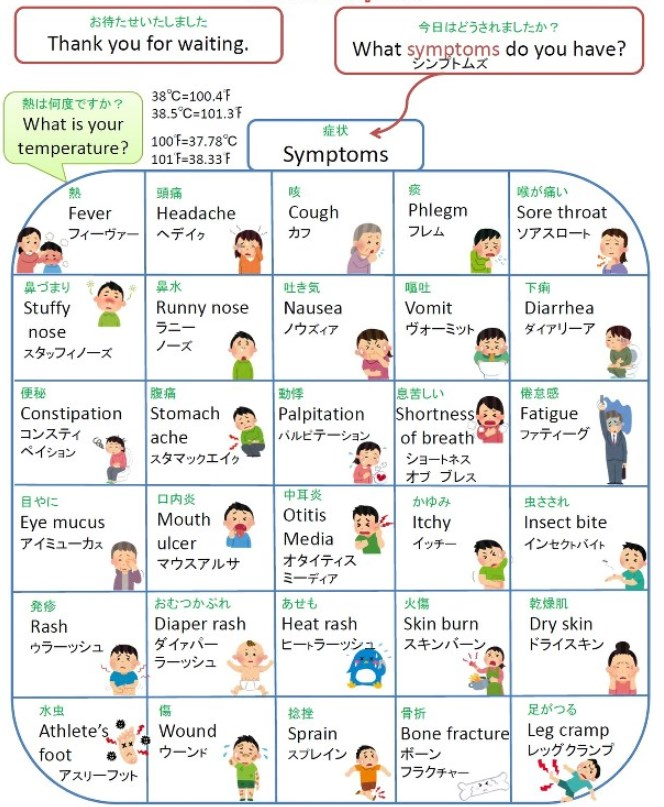 お待たせいたしました
Thank you for waiting.
今日はどうされましたか？
What symptoms do you have?
シンプトムズ
熱は何度ですか？
What is your
temperature?
38℃=100.4℉
38.5℃=101.3℉
100℉=37.78℃
101℉=38.33℉
症状
Symptoms
熱
Fever
フィーヴァー
頭痛
Headache
ヘデイク
咳
Cough
カフ
痰
Phlegm
フレム
喉が痛い
Sore throat
ソアスロート
鼻づまり
Stuffy
nose
スタッフィノーズ
鼻水
Runny nose
ラニー
ノーズ
吐き気
Nausea
ノウズィア
嘔吐
Vomit
ヴォーミット
下痢
Diarrhea
ダイアリーア
便秘
Constipation
コンスティ
ペイション
腹痛
Stomach
ache
スタマックエイク
動悸
Palpitation
パルピテーション
息苦しい
Shortness
of breath
ショートネス
オブ ブレス
倦怠感
Fatigue
ファティーグ
目やに
Eye mucus
アイミューカス
口内炎
Mouth
ulcer
マウスアルサ
中耳炎
Otitis
Media
オタイティス
ミーディア
かゆみ
Itchy
イッチー
虫さされ
Insect bite
インセクトバイト
発疹
Rash
ゥラーッシュ
おむつかぶれ
Diaper rash
ダイァパー
ラーッシュ
あせも
Heat rash
ヒートラーッシュ
火傷
Skin burn
スキンバーン
乾燥肌
Dry skin
ドライスキン
水虫
Athlete's
foot
アスリーフット
傷
Wound
ウーンド
捻挫
Sprain
スプレイン
骨折
Bone fracture
ボーン
フラクチャー
足がつる
Leg cramp
レッグクランプ